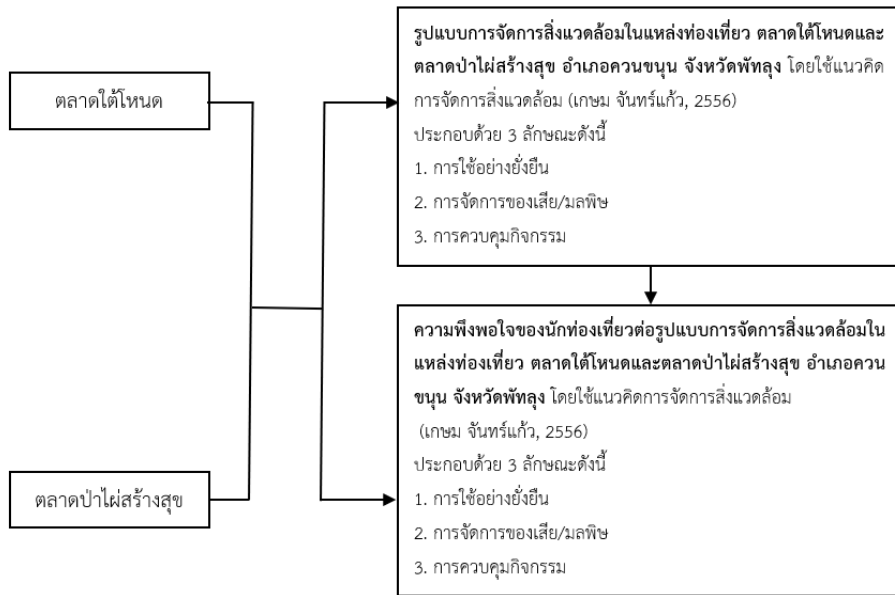 ตลาดใต้โหนด
ตลาดป่าไผ่สร้างสุข
รูปแบบการจัดการสิ่งแวดล้อมในแหล่งท่องเที่ยว ตลาดใต้โหนดและ
ตลาดป่าไผ่สร้างสุข อำเภอควนขนุน จังหวัดพัทลุง โดยใช้แนวคิด
การจัดการสิ่งแวดล้อม (เกษม จันทร์แก้ว, 2556)
ประกอบด้วย 3 ลักษณะดังนี้
1. การใช้อย่างยั่งยืน
2. การจัดการของเสีย/มลพิษ
3. การควบคุมกิจกรรม
ความพึงพอใจของนักท่องเที่ยวต่อรูปแบบการจัดการสิ่งแวดล้อมใน
แหล่งท่องเที่ยว ตลาดใต้โหนดและตลาดป่าไผ่สร้างสุข อำเภอควน
ขนุน จังหวัดพัทลุง โดยใช้แนวคิดการจัดการสิ่งแวดล้อม
(เกษม จันทร์แก้ว, 2556)
ประกอบด้วย 3 ลักษณะดังนี้
1. การใช้อย่างยั่งยืน
2. การจัดการของเสีย/มลพิษ
3. การควบคุมกิจกรรม